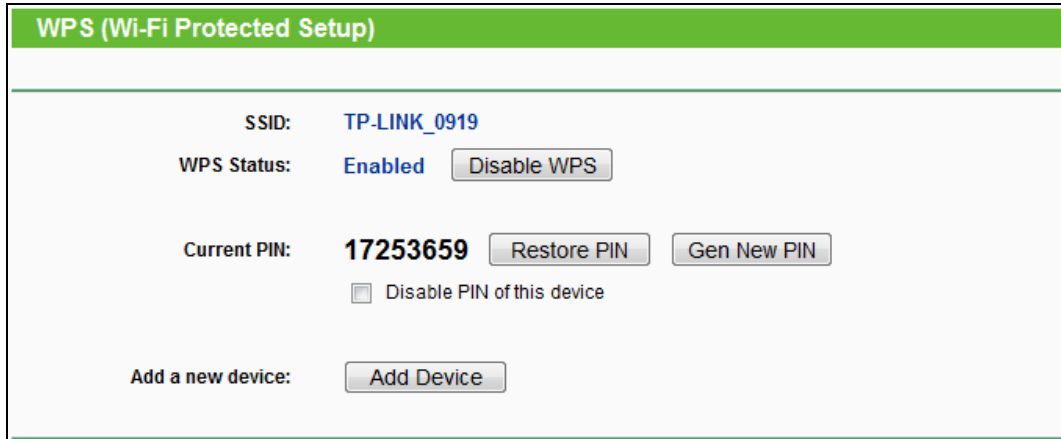 WPS (Wi-Fi Protected Setup)
SSID: TP-LINK_0919
WPS Status: Enabled Disable WPS
Current PIN: 17253659 Restore PIN Gen New PIN
Disable PIN of this device
Add a new device: Add Device